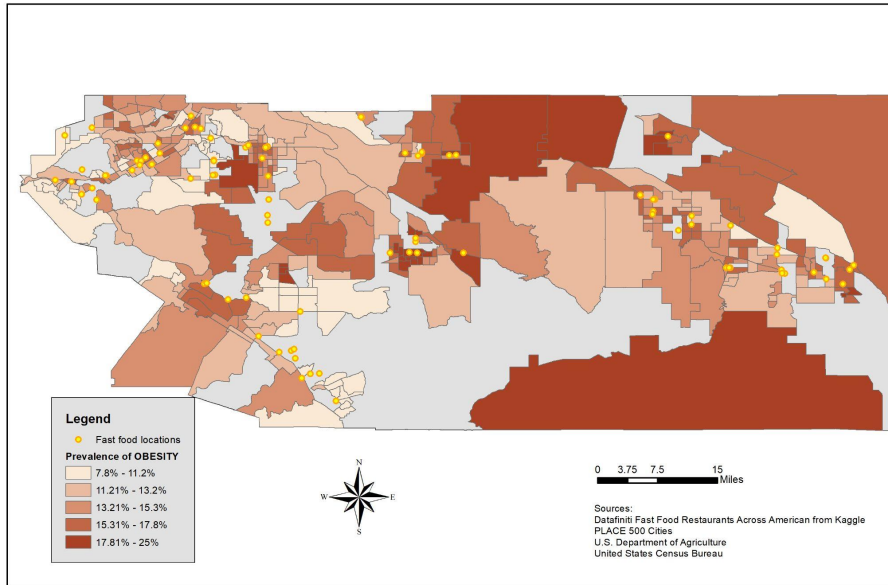 Legend
Fast food locations
Prevalence of OBESITY
7.8% - 11.2%
11.21% - 13.2%
13.21% - 15.3%
15.31% - 17.8%
17.81% - 25%
N
W E
S
0 3.75 7.5 15
Miles
Sources:
Datafiniti Fast Food Restaurants Across American from Kaggle
PLACE 500 Cities
U.S. Department of Agriculture
United States Census Bureau